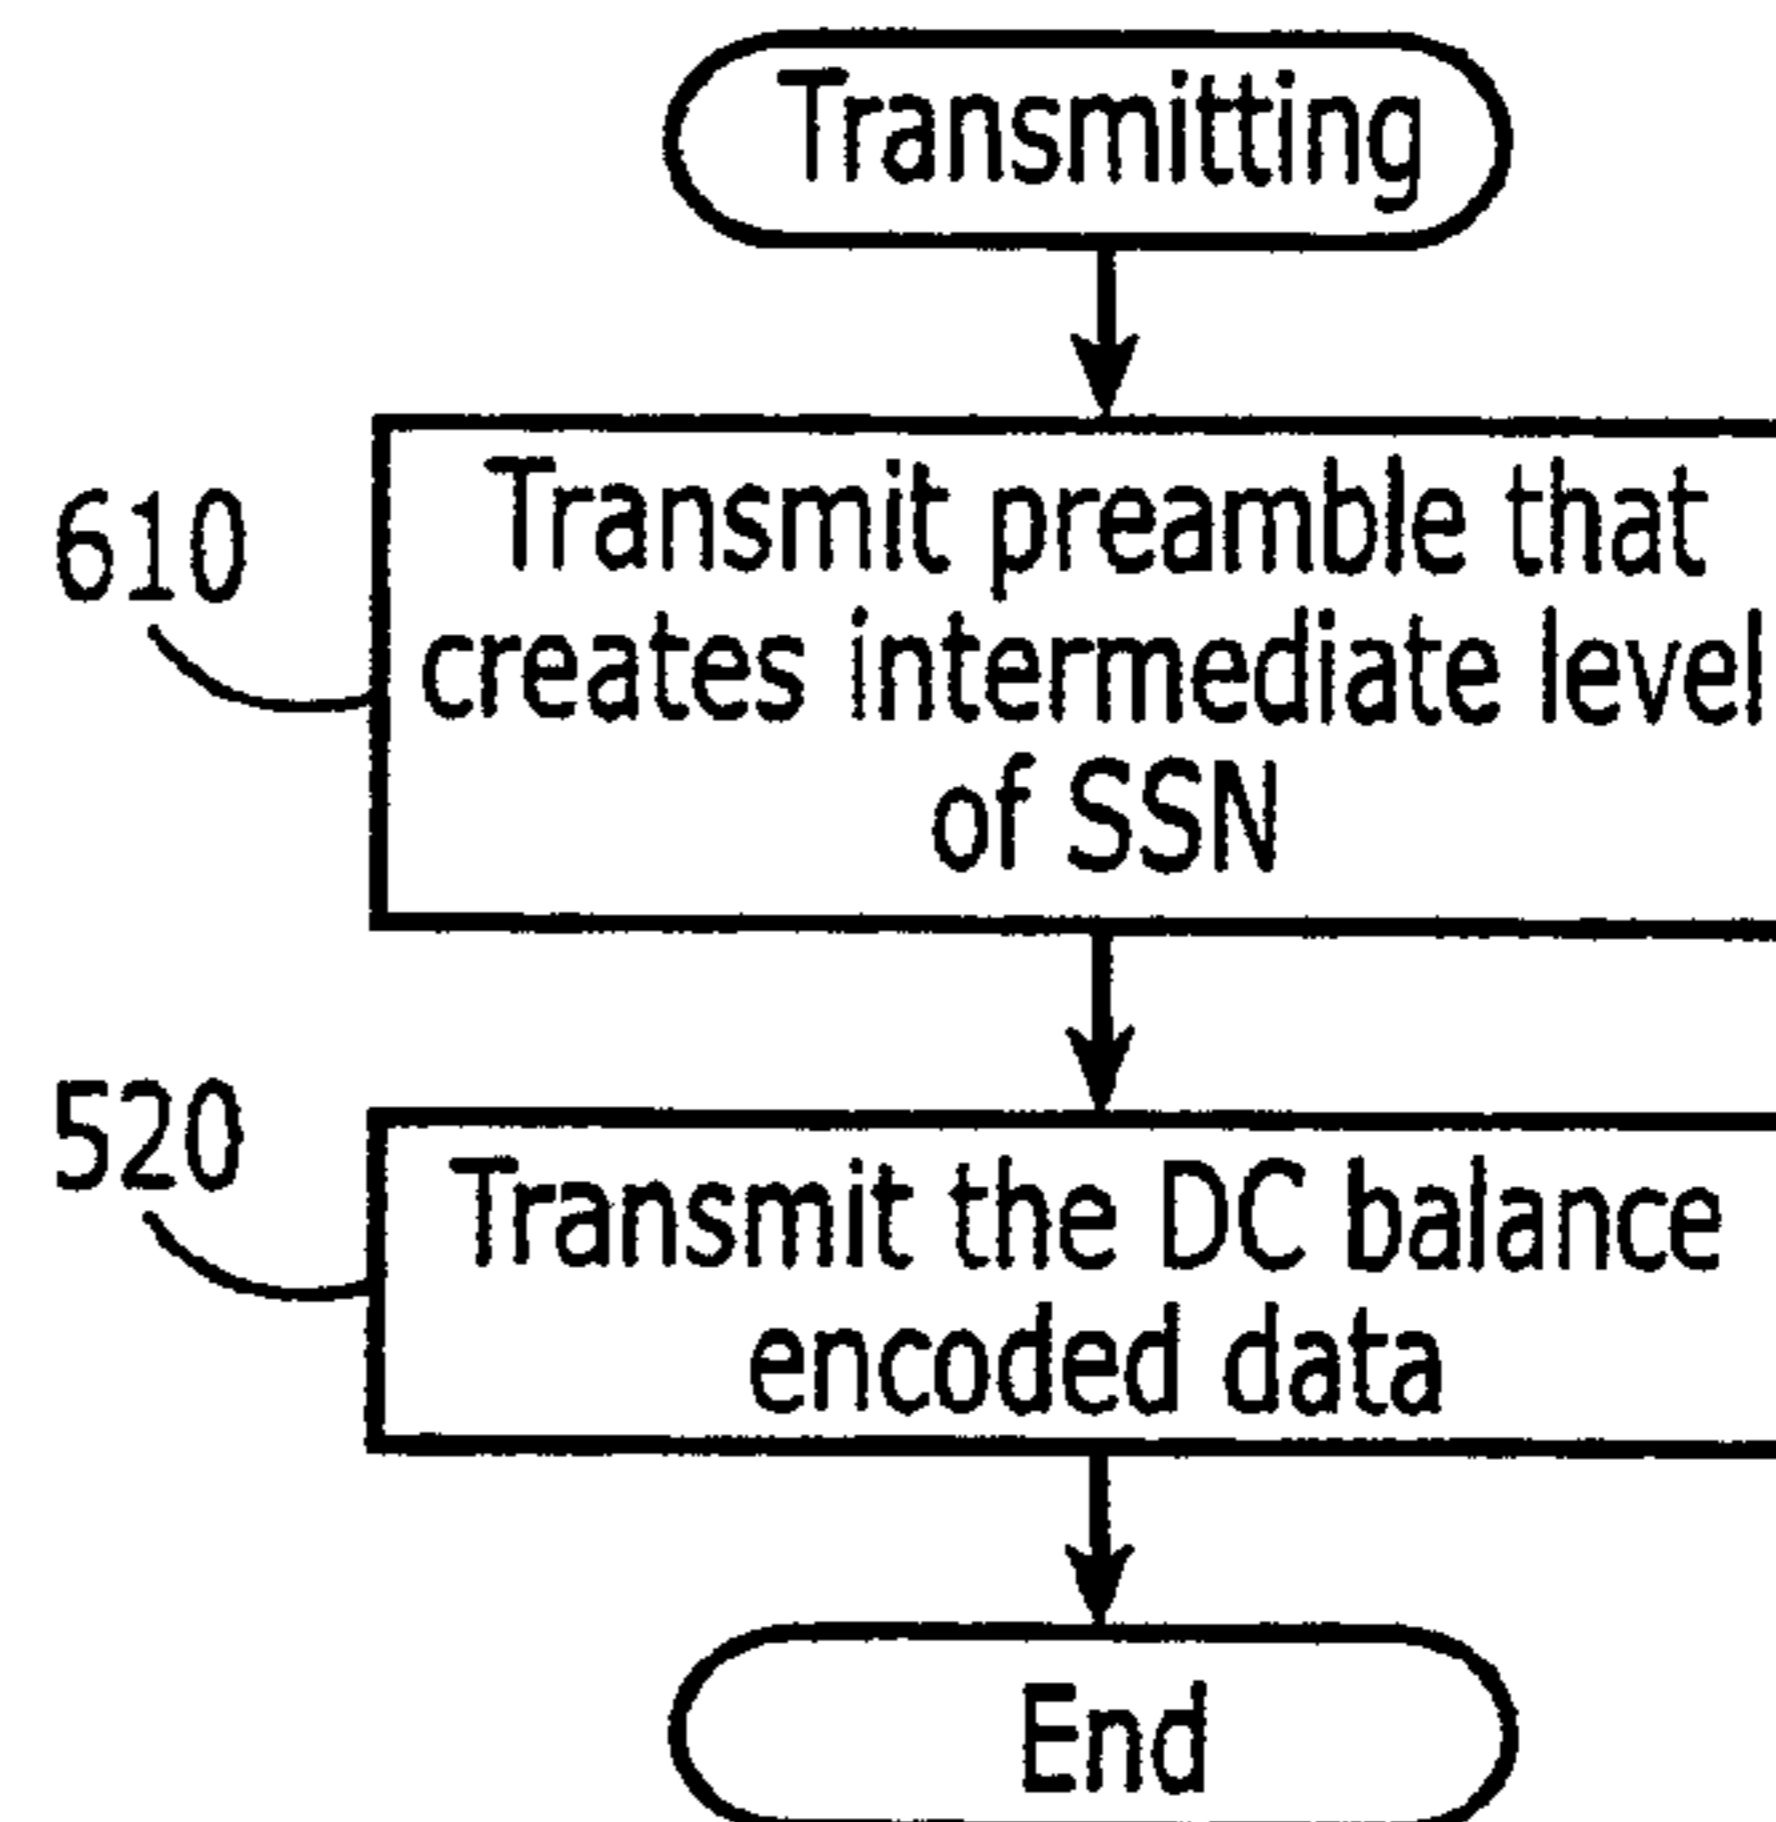 Transmitting
610
Transmit preamble that
creates intermediate level
of SSN
520
Transmit the DC balance
encoded data
End